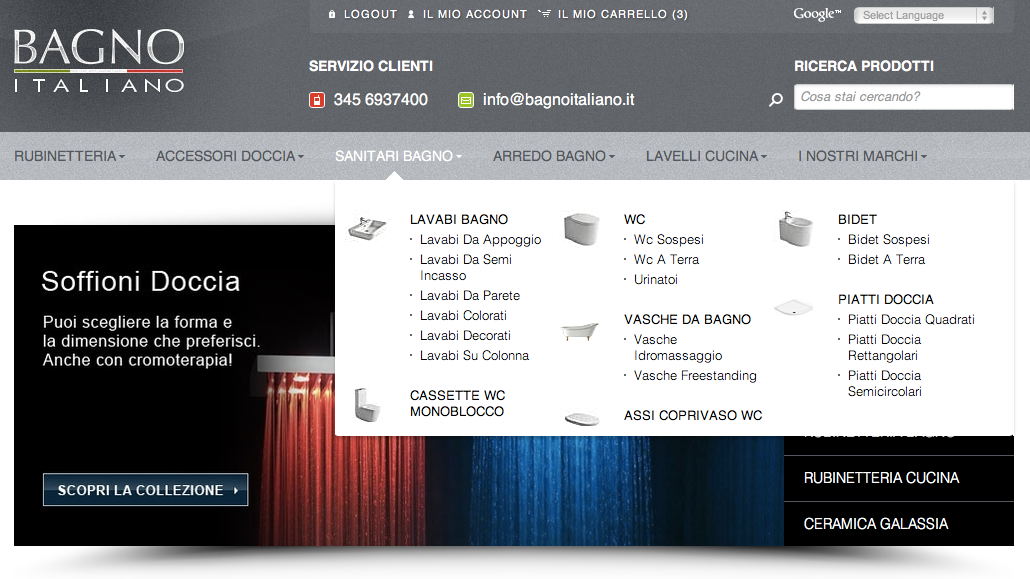 LOGOUT IL MIO ACCOUNT IL MIO CARRELLO (3)
Google™ Select Language
BAGNO
ITALIANO
SERVIZIO CLIENTI
345 6937400 info@bagnoitaliano.it
RICERCA PRODOTTI
Cosa stai cercando?
RUBINETTERIA ACCESSORI DOCCIA SANITARI BAGNO ARREDO BAGNO LAVELLI CUCINA I NOSTRI MARCHI
LAVABI BAGNO
· Lavabi Da Appoggio
· Lavabi Da Semi
Incasso
· Lavabi Da Parete
· Lavabi Colorati
· Lavabi Decorati
· Lavabi Su Colonna
CASSETTE WC
MONOBLOCCO
WC
· Wc Sospesi
· Wc A Terra
· Urinatoi
VASCHE DA BAGNO
· Vasche
Idromassaggio
· Vasche Freestanding
ASSI COPRIVASO WC
BIDET
· Bidet Sospesi
· Bidet A Terra
PIATTI DOCCIA
· Piatti Doccia Quadrati
· Piatti Doccia
Rettangolari
· Piatti Doccia
Semicircolari
Soffioni Doccia
Puoi scegliere la forma e
la dimensione che preferisci.
Anche con cromoterapia!
SCOPRI LA COLLEZIONE
RUBINETTERIA CUCINA
CERAMICA GALASSIA